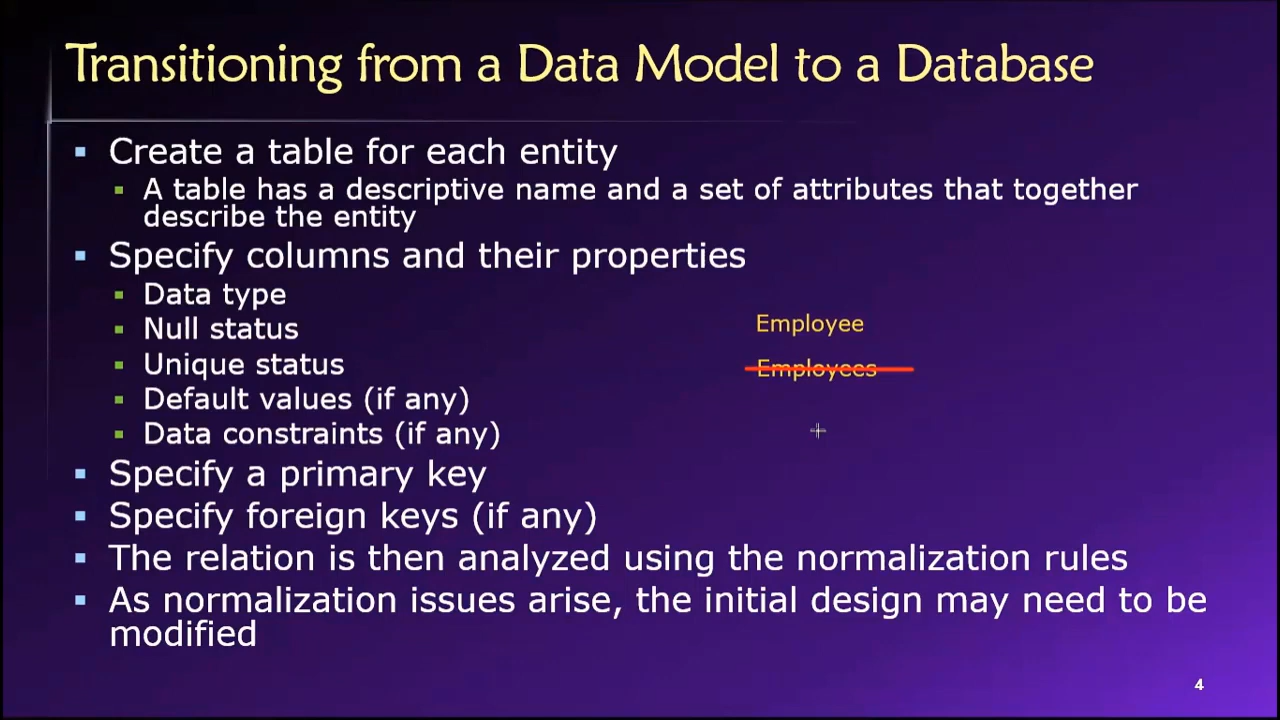 Transitioning from a Data Model to a Database
Create a table for each entity
A table has a descriptive name and a set of attributes that together
describe the entity
Specify columns and their properties
Data type
Null status
Unique status
Default values (if any)
Data constraints (if any)
Employee
Employees
Specify a primary key
Specify foreign keys (if any)
The relation is then analyzed using the normalization rules
As normalization issues arise, the initial design may need to be
modified
4